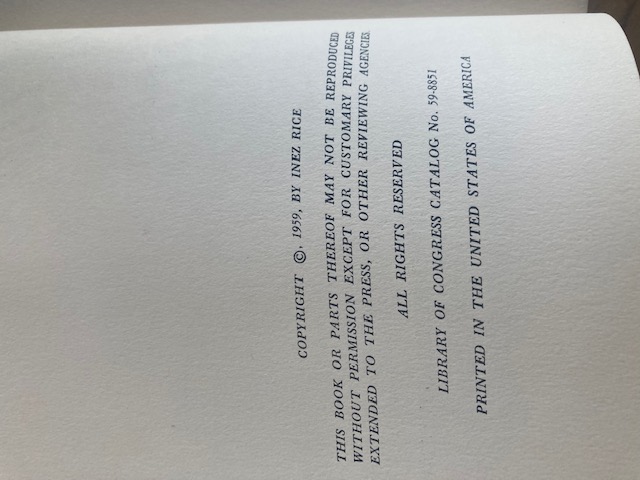 COPYRIGHT ©, 1959, BY INEZ RICE
THIS BOOK OR PARTS THEREOF MAY NOT BE REPRODUCED
WITHOUT PERMISSION EXCEPT FOR CUSTOMARY PRIVILEGES
EXTENDED TO THE PRESS, OR OTHER REVIEWING AGENCIES.
ALL RIGHTS RESERVED
LIBRARY OF CONGRESS CATALOG No. 59-8851
PRINTED IN THE UNITED STATES OF AMERICA